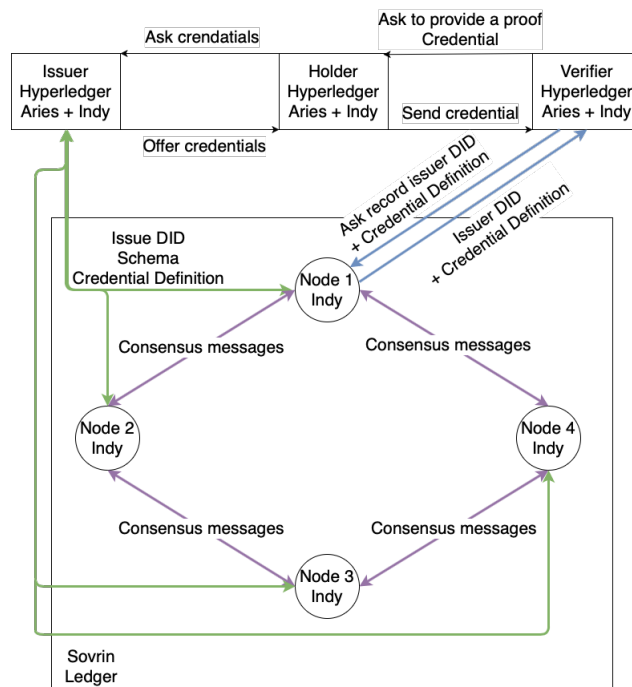 Ask to provide a proof
Credential
Ask crendatials
Issuer
Hyperledger
Aries + Indy
Holder
Hyperledger
Aries + Indy
Verifier
Hyperledger
Aries + Indy
Offer credentials
Send credential
Ask record issuer DID
+ Credential Definition
Issuer DID
+ Credential Definition
Issue DID
Schema
Credential Definition
Node 1
Indy
Consensus messages
Consensus messages
Node 2
Indy
Node 4
Indy
Consensus messages
Consensus messages
Node 3
Indy
Sovrin
Ledger